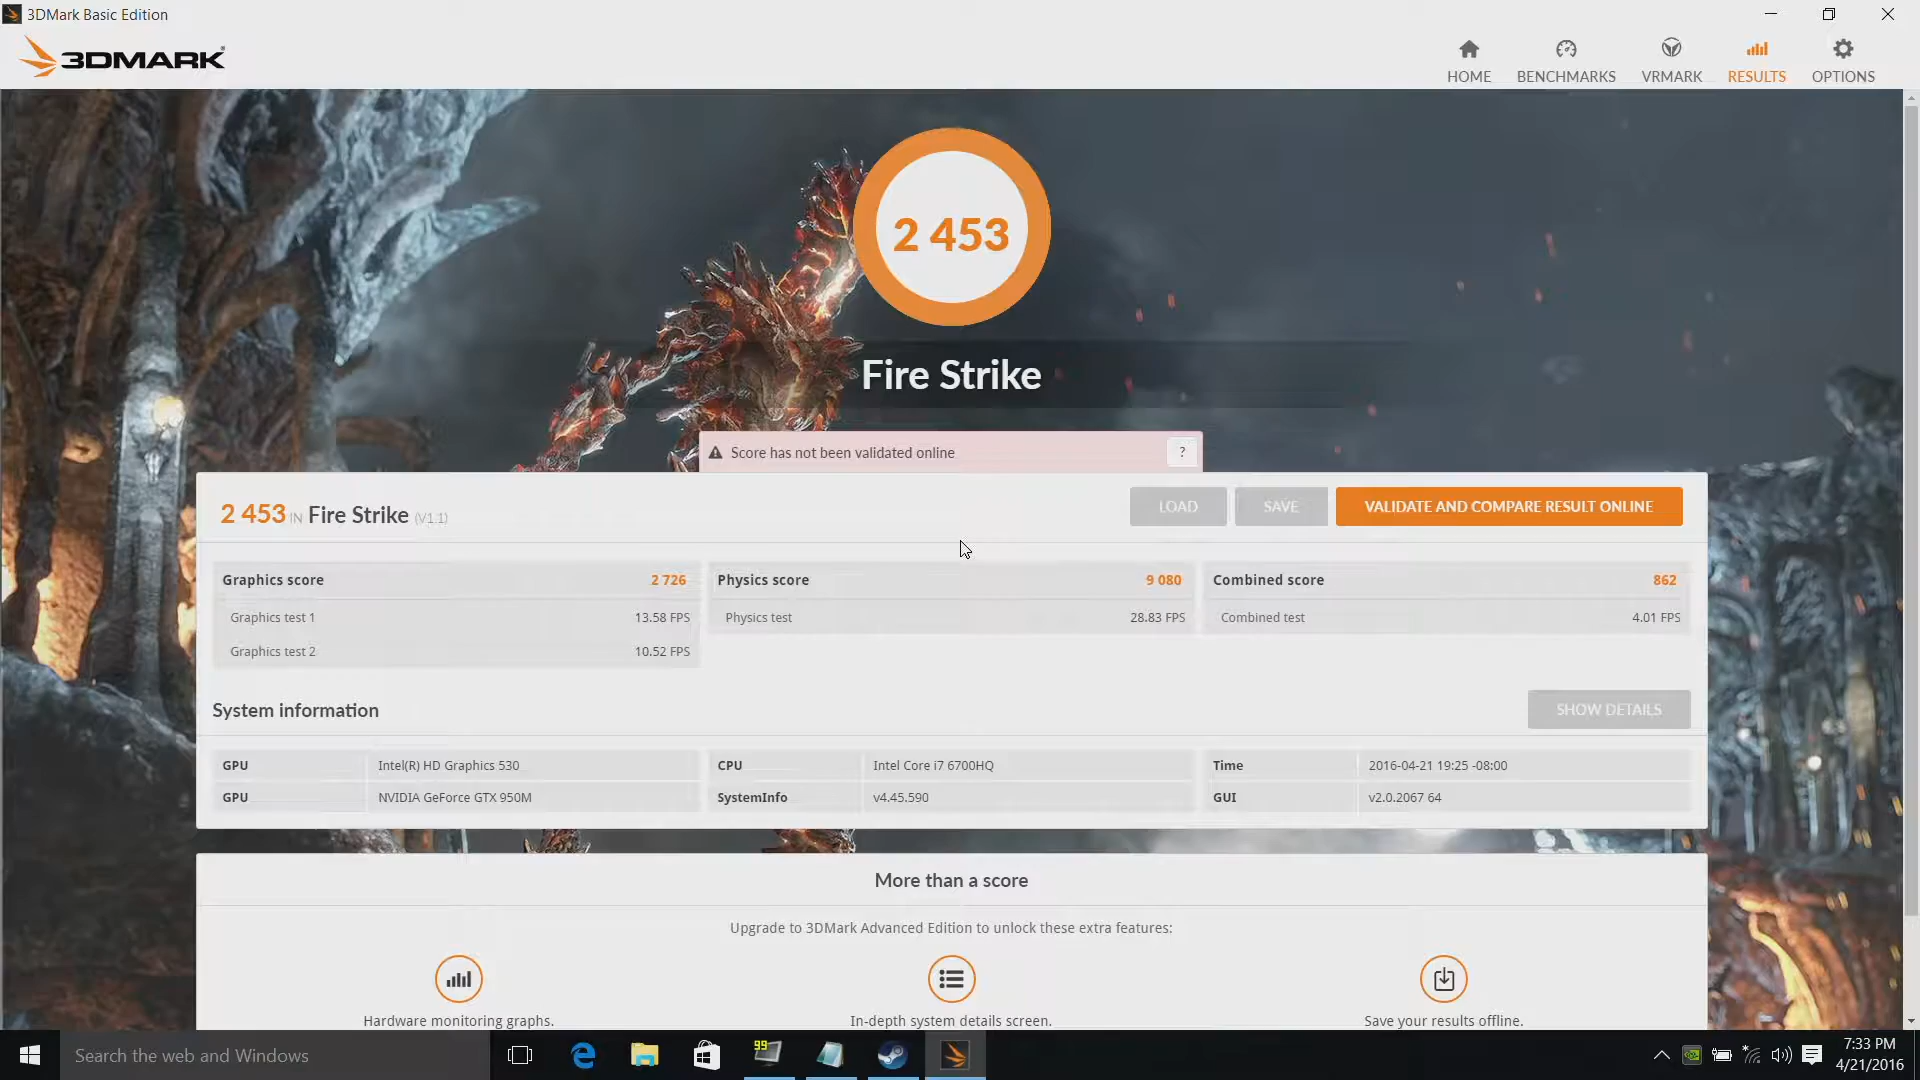 3DMark Basic Edition
3DMARK
HOME
BENCHMARKS
VRMARK
RESULTS
OPTIONS
2 453
Fire Strike
Score has not been validated online
?
2 453 IN Fire Strike (V1.1)
LOAD
SAVE
VALIDATE AND COMPARE RESULT ONLINE
Graphics score 2 726
Graphics test 1 13.58 FPS
Graphics test 2 10.52 FPS
Physics score 9 080
Physics test 28.83 FPS
Combined score 862
Combined test 4.01 FPS
System information
SHOW DETAILS
GPU Intel(R) HD Graphics 530
GPU NVIDIA GeForce GTX 950M
CPU Intel Core i7 6700HQ
SystemInfo v4.45.590
Time 2016-04-21 19:25 -08:00
GUI v2.0.2067 64
More than a score
Upgrade to 3DMark Advanced Edition to unlock these extra features:
Hardware monitoring graphs.
In-depth system details screen.
Save your results offline.
Search the web and Windows
99
7:33 PM
4/21/2016